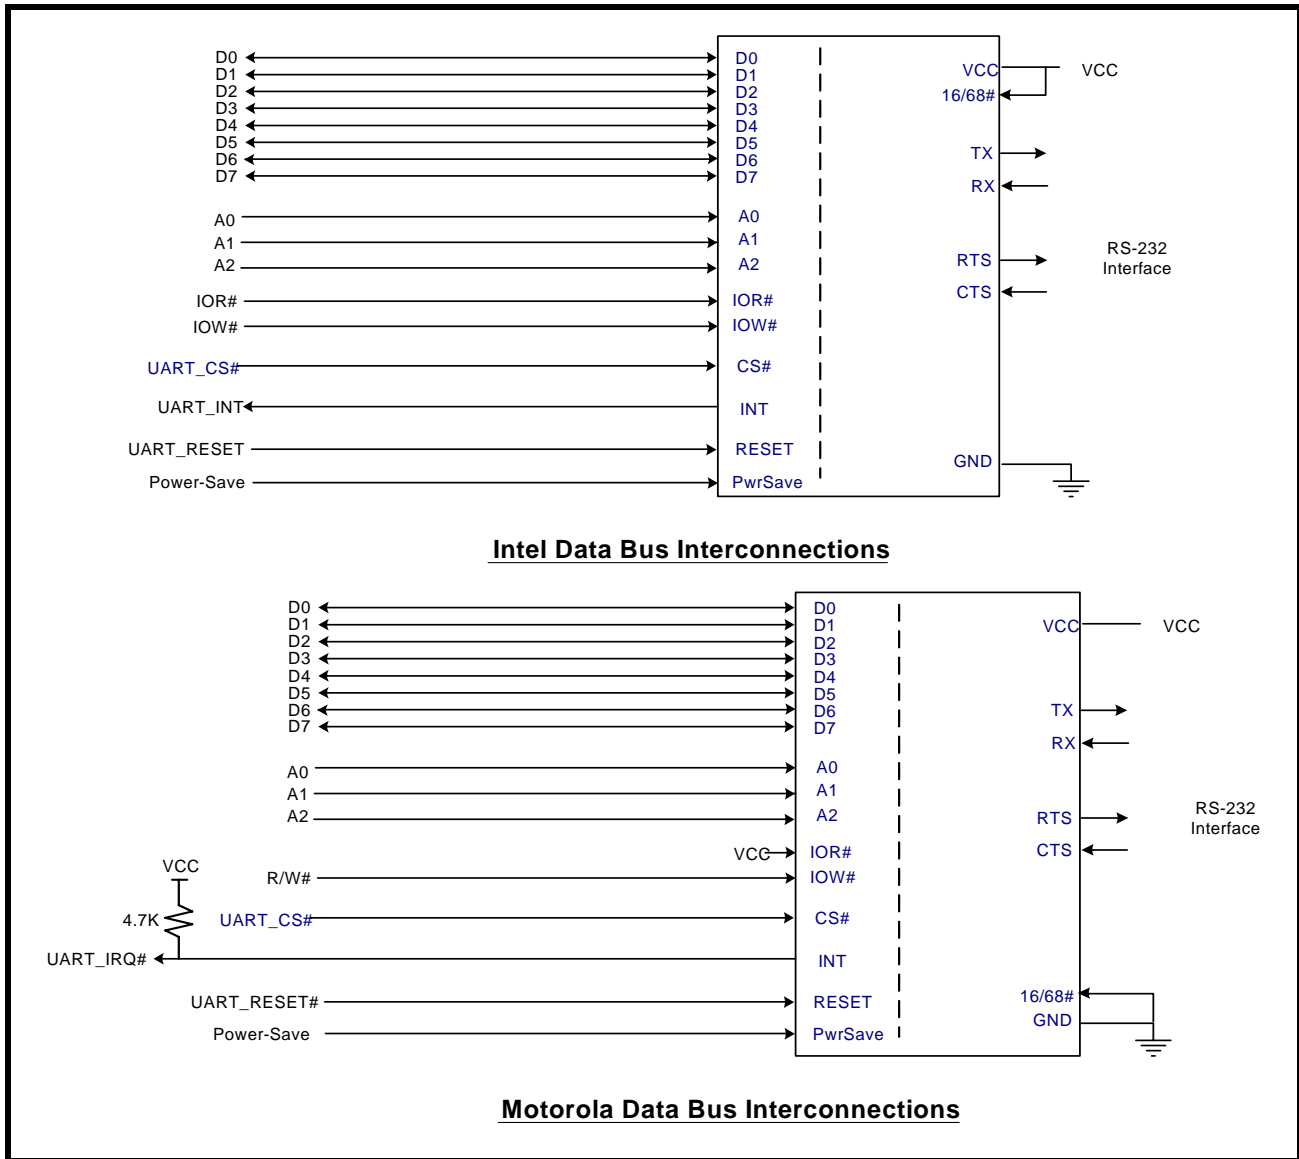 D0 D0
D1 D1
D2 D2
D3 D3
D4 D4
D5 D5
D6 D6
D7 D7
A0 A0
A1 A1
A2 A2
IOR# IOR#
IOW# IOW#
UART_CS# CS#
UART_INT INT
UART_RESET RESET
Power-Save PwrSave
VCC VCC
16/68#
TX
RX
RTS
CTS
RS-232
Interface
GND
Intel Data Bus Interconnections
D0 D0
D1 D1
D2 D2
D3 D3
D4 D4
D5 D5
D6 D6
D7 D7
A0 A0
A1 A1
A2 A2
VCC IOR#
R/W# IOW#
VCC
4.7K
UART_CS# CS#
UART_IRQ# INT
UART_RESET# RESET
Power-Save PwrSave
VCC VCC
TX
RX
RTS
CTS
RS-232
Interface
16/68#
GND
Motorola Data Bus Interconnections